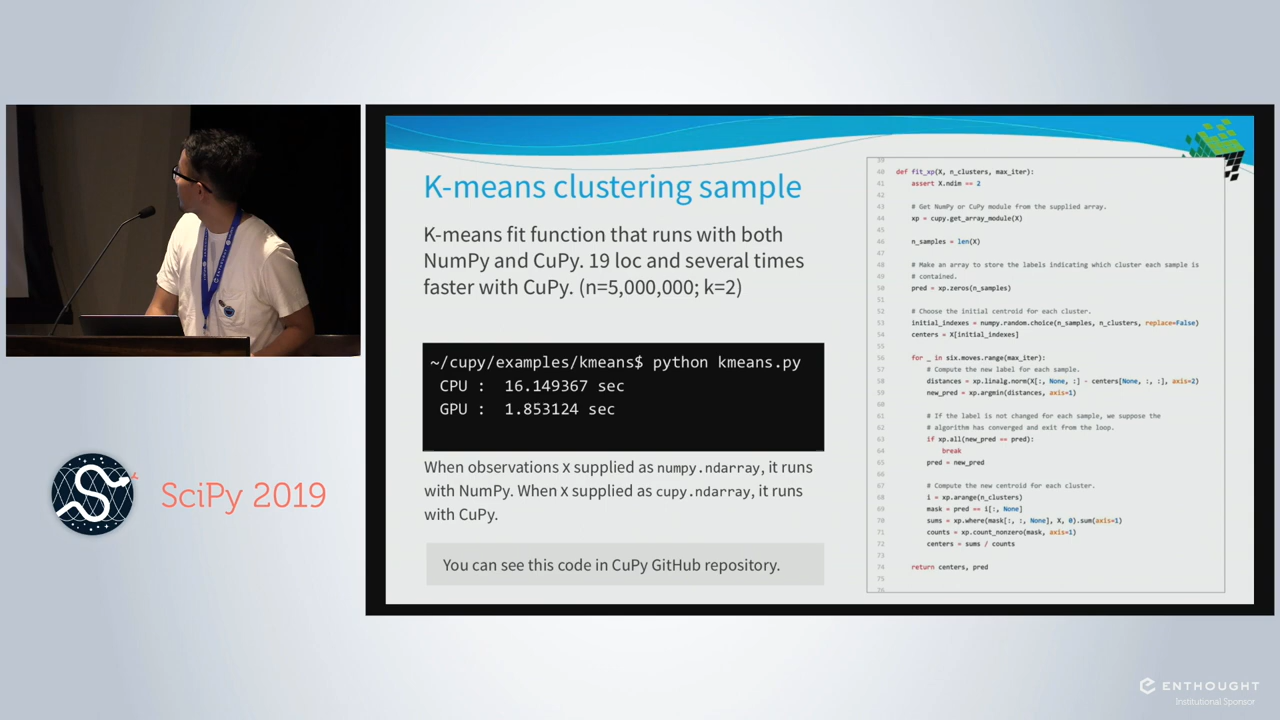 K-means clustering sample
K-means fit function that runs with both
NumPy and CuPy. 19 loc and several times
faster with CuPy. (n=5,000,000; k=2)
~/cupy/examples/kmeans$ python kmeans.py
CPU :  16.149367 sec
GPU :  1.853124 sec
When observations X supplied as numpy.ndarray, it runs
with NumPy. When X supplied as cupy.ndarray, it runs
with CuPy.
You can see this code in CuPy GitHub repository.
39
40 def fit_xp(X, n_clusters, max_iter):
41     assert X.ndim == 2
42
43     # Get NumPy or CuPy module from the supplied array.
44     xp = cupy.get_array_module(X)
45
46     n_samples = len(X)
47
48     # Make an array to store the labels indicating which cluster each sample is
49     # contained.
50     pred = xp.zeros(n_samples)
51
52     # Choose the initial centroid for each cluster.
53     initial_indexes = numpy.random.choice(n_samples, n_clusters, replace=False)
54     centers = X[initial_indexes]
55
56     for _ in six.moves.range(max_iter):
57         # Compute the new label for each sample.
58         distances = xp.linalg.norm(X[:, None, :] - centers[None, :, :], axis=2)
59         new_pred = xp.argmin(distances, axis=1)
60
61         # If the label is not changed for each sample, we suppose the
62         # algorithm has converged and exit from the loop.
63         if xp.all(new_pred == pred):
64             break
65         pred = new_pred
66
67         # Compute the new centroid for each cluster.
68         i = xp.arange(n_clusters)
69         mask = pred == i[:, None]
70         sums = xp.where(mask[:, :, None], X, 0).sum(axis=1)
71         counts = xp.count_nonzero(mask, axis=1)
72         centers = sums / counts
73
74     return centers, pred
75
76
SciPy 2019
ENTHOUGHT
Institutional Sponsor